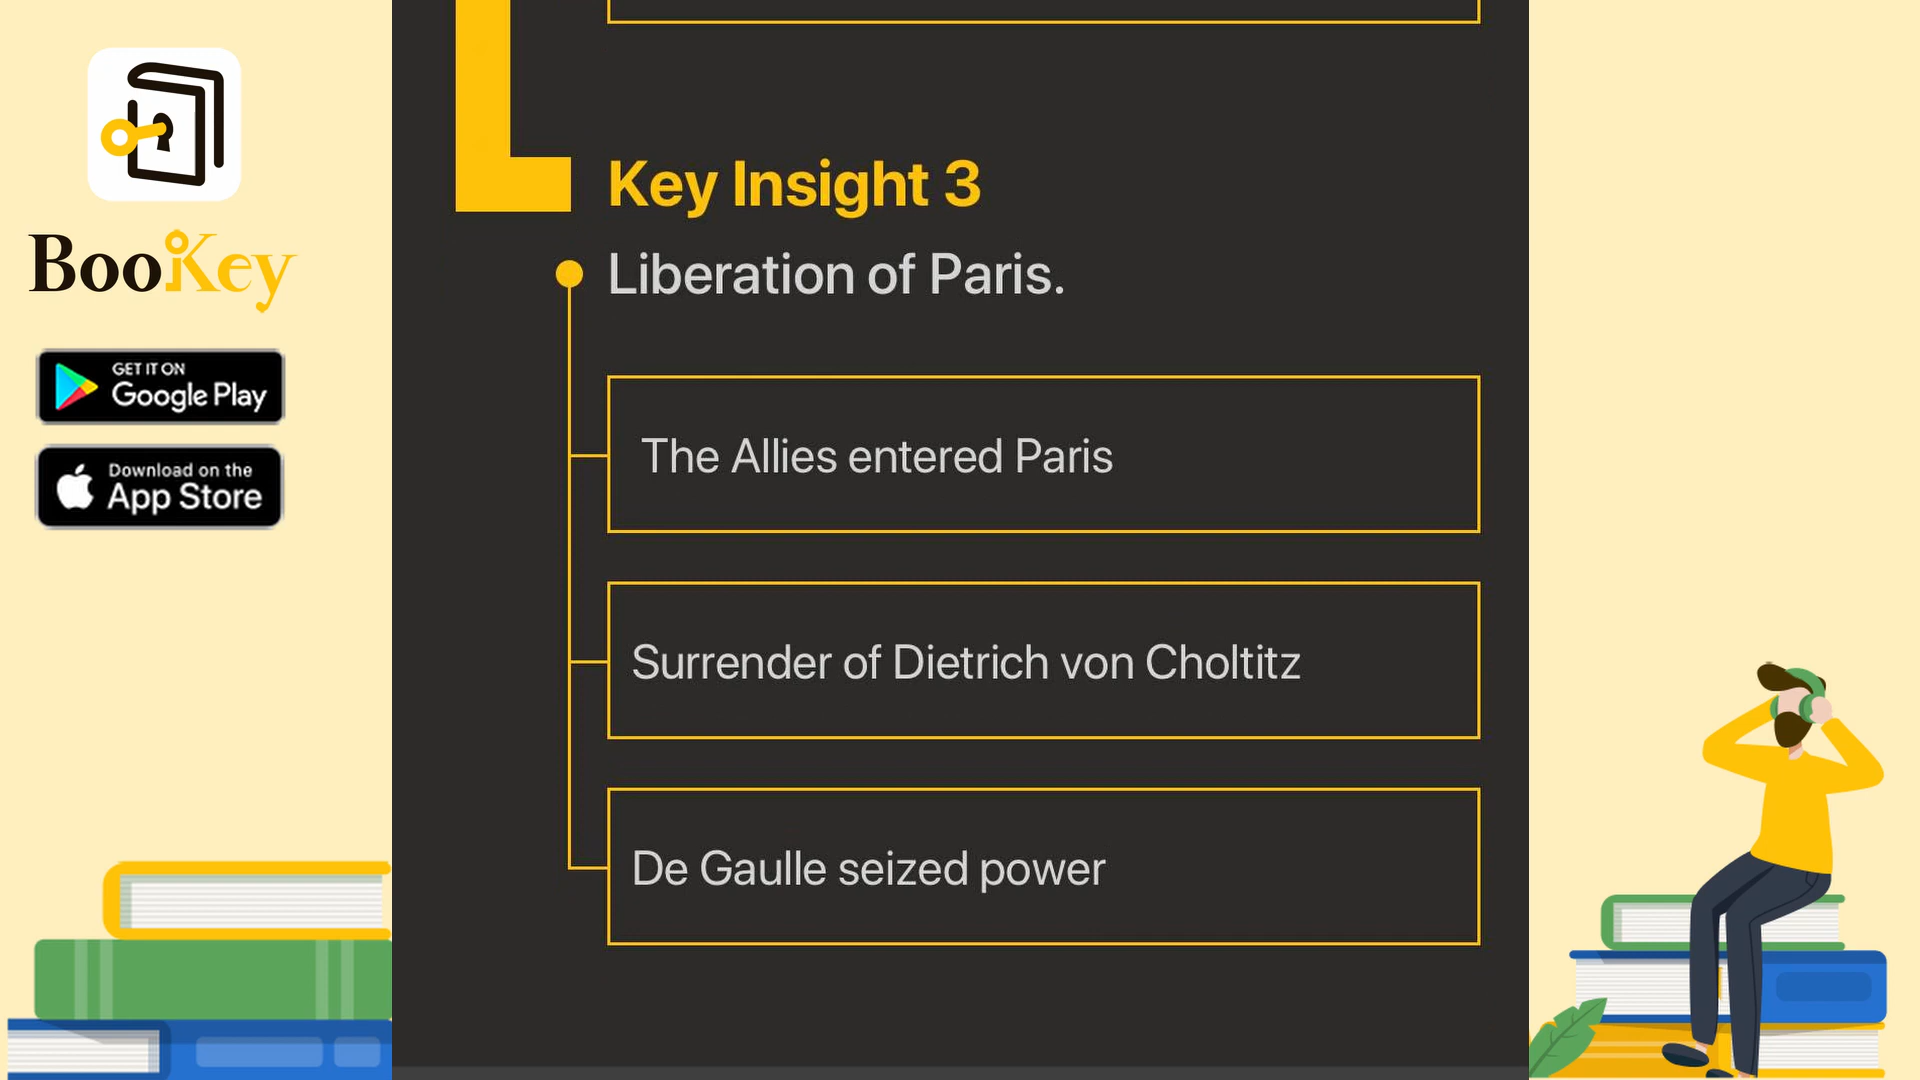 BooKey
GET IT ON
Google Play
Download on the
App Store
Key Insight 3
Liberation of Paris.
The Allies entered Paris
Surrender of Dietrich von Choltitz
De Gaulle seized power